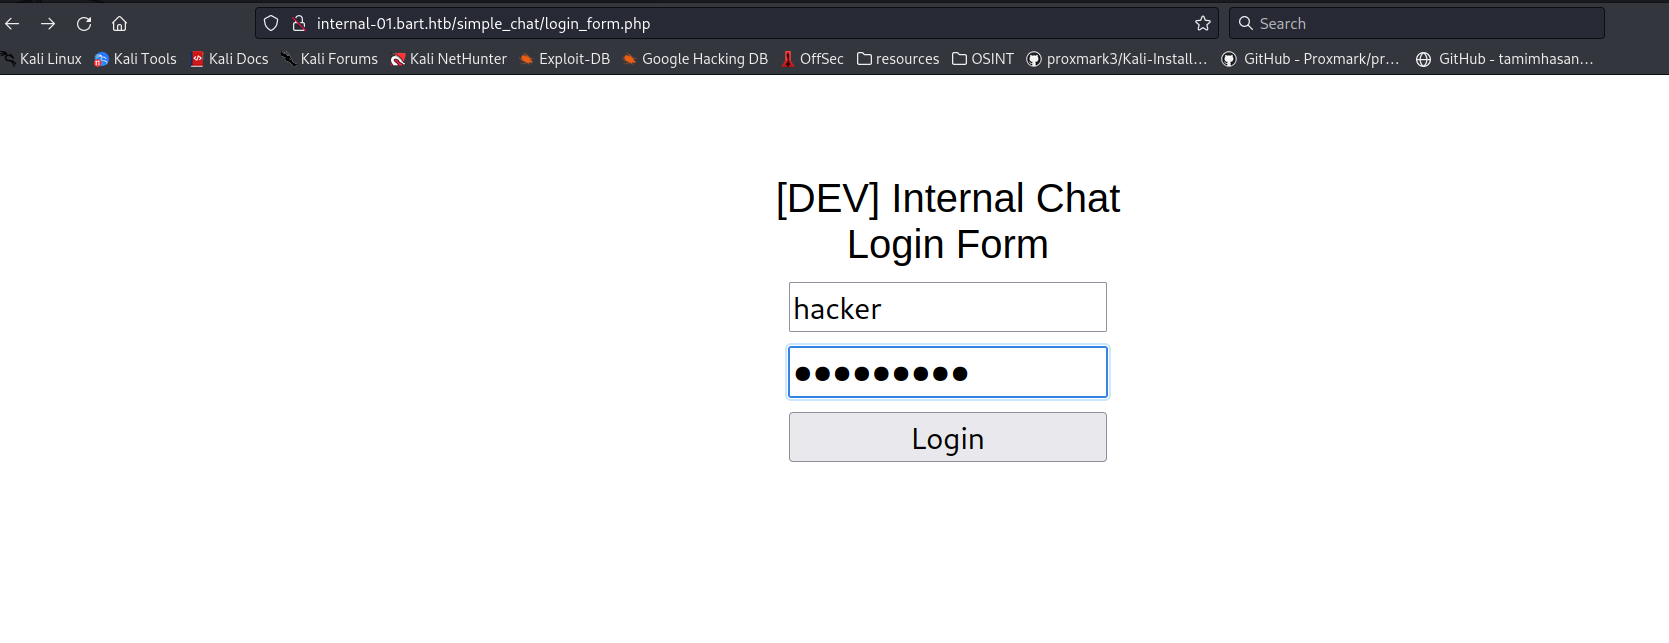 internal-01.bart.htb/simple_chat/login_form.php
Search
Kali Linux Kali Tools Kali Docs Kali Forums Kali NetHunter Exploit-DB Google Hacking DB OffSec resources OSINT proxmark3/Kali-Install... GitHub - Proxmark/pr... GitHub - tamimhasan...
[DEV] Internal Chat
Login Form
hacker
Login